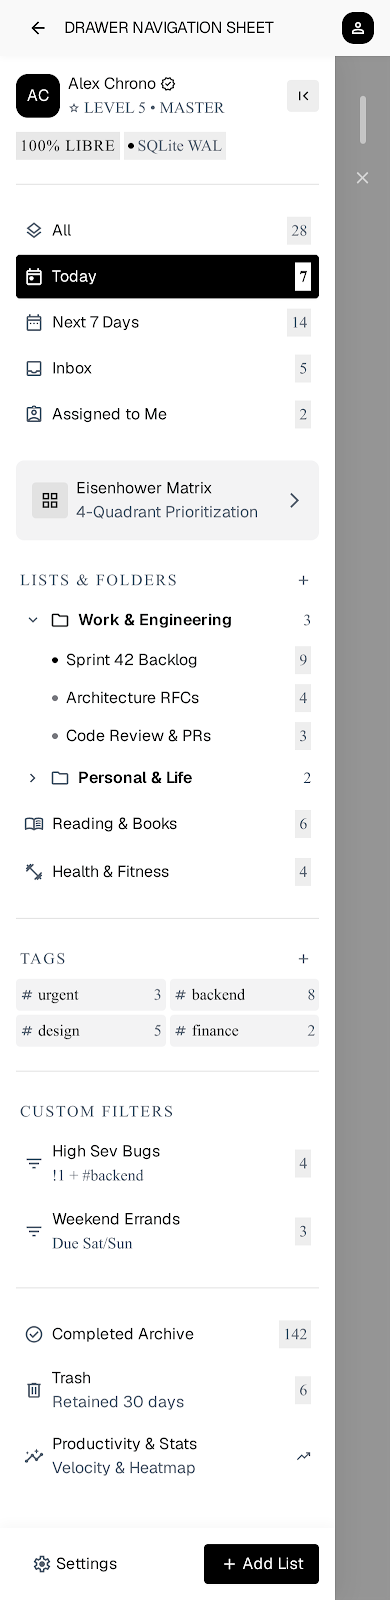 DRAWER NAVIGATION SHEET
AC
Alex Chrono
☆ LEVEL 5 • MASTER
100% LIBRE • SQLite WAL
All 28
Today 7
Next 7 Days 14
Inbox 5
Assigned to Me 2
Eisenhower Matrix
4-Quadrant Prioritization
LISTS & FOLDERS +
Work & Engineering 3
• Sprint 42 Backlog 9
• Architecture RFCs 4
• Code Review & PRs 3
Personal & Life 2
Reading & Books 6
Health & Fitness 4
TAGS +
# urgent 3 # backend 8
# design 5 # finance 2
CUSTOM FILTERS
High Sev Bugs 4
!1 + #backend
Weekend Errands 3
Due Sat/Sun
Completed Archive 142
Trash 6
Retained 30 days
Productivity & Stats
Velocity & Heatmap
Settings + Add List